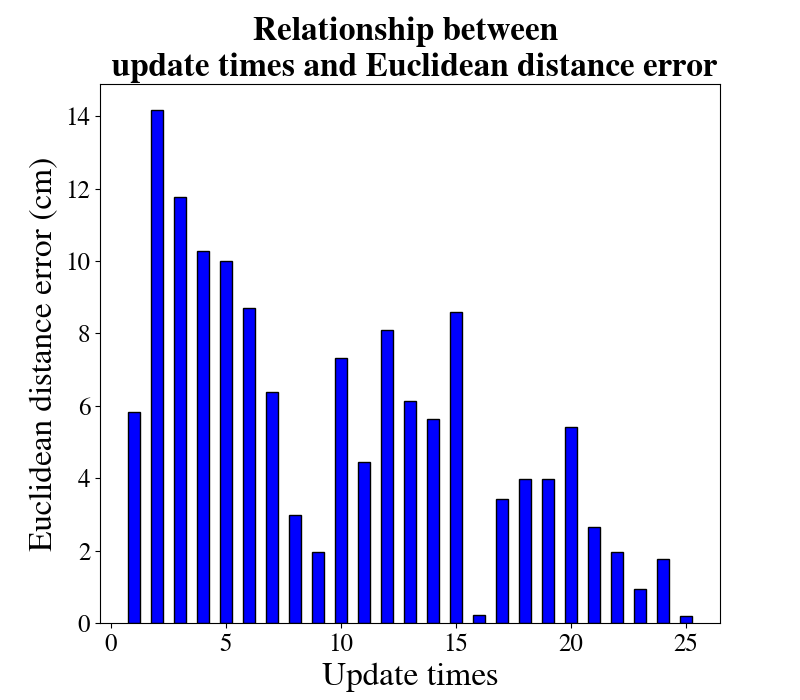 Relationship between
update times and Euclidean distance error
Euclidean distance error (cm)
14
12
10
8
6
4
2
0
0 5 10 15 20 25
Update times